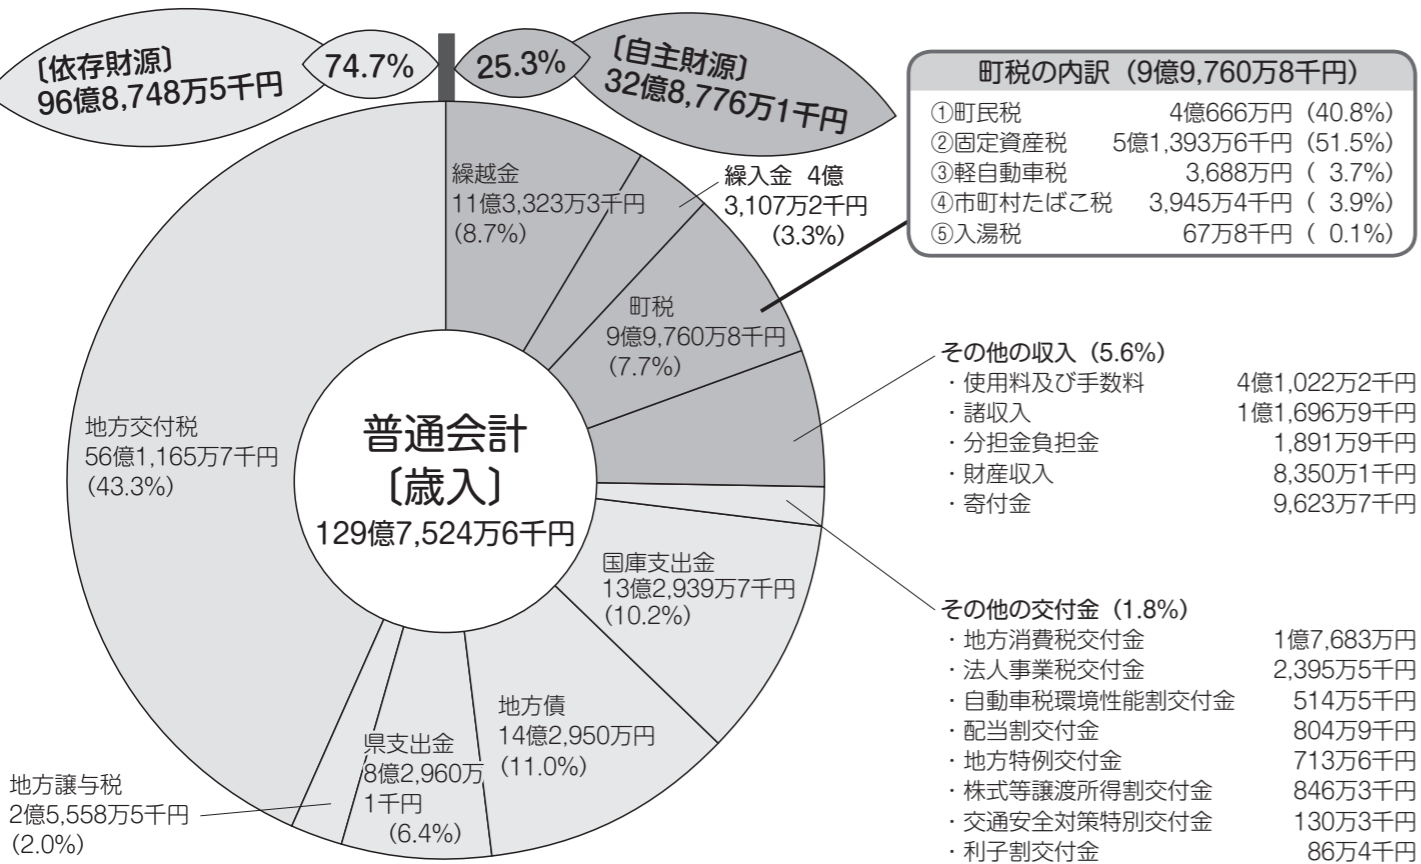 〔依存財源〕
96億8,748万5千円
74.7%
25.3%
〔自主財源〕
32億8,776万1千円
町税の内訳（9億9,760万8千円）
①町民税 4億666万円（40.8%）
②固定資産税 5億1,393万6千円（51.5%）
③軽自動車税 3,688万円（ 3.7%）
④市町村たばこ税 3,945万4千円（ 3.9%）
⑤入湯税 67万8千円（ 0.1%）
繰越金
11億3,323万3千円
（8.7%）
繰入金 4億
3,107万2千円
（3.3%）
町税
9億9,760万8千円
（7.7%）
その他の収入（5.6%）
・使用料及び手数料 4億1,022万2千円
・諸収入 1億1,696万9千円
・分担金負担金 1,891万9千円
・財産収入 8,350万1千円
・寄付金 9,623万7千円
地方交付税
56億1,165万7千円
（43.3%）
普通会計
〔歳入〕
129億7,524万6千円
国庫支出金
13億2,939万7千円
（10.2%）
その他の交付金（1.8%）
・地方消費税交付金 1億7,683万円
・法人事業税交付金 2,395万5千円
・自動車税環境性能割交付金 514万5千円
・配当割交付金 804万9千円
・地方特例交付金 713万6千円
・株式等譲渡所得割交付金 846万3千円
・交通安全対策特別交付金 130万3千円
・利子割交付金 86万4千円
地方債
14億2,950万円
（11.0%）
県支出金
8億2,960万
1千円
（6.4%）
地方譲与税
2億5,558万5千円
（2.0%）